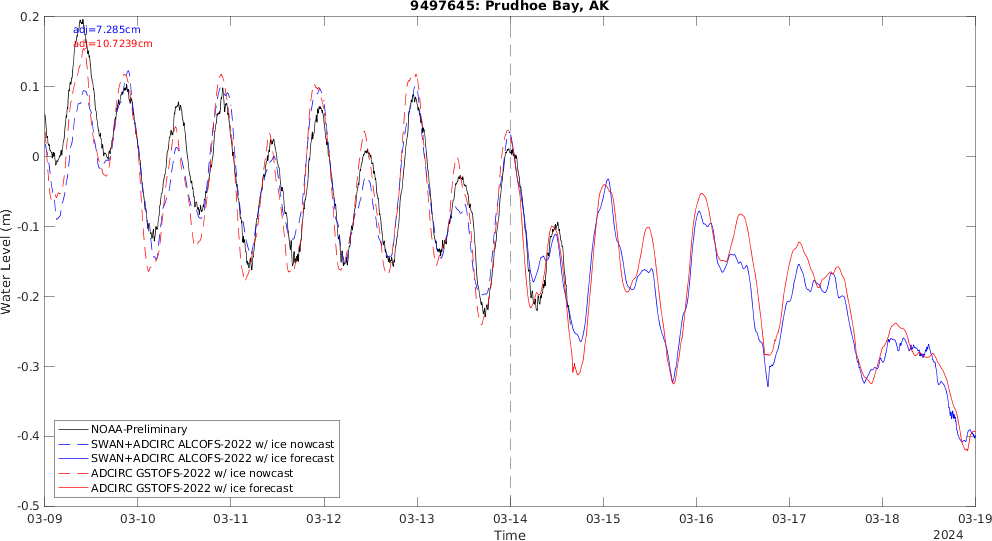 9497645: Prudhoe Bay, AK
adj=7.285cm
adj=10.7239cm
0.2
0.1
0
-0.1
-0.2
-0.3
-0.4
-0.5
Water Level (m)
NOAA-Preliminary
SWAN+ADCIRC ALCOFS-2022 w/ ice nowcast
SWAN+ADCIRC ALCOFS-2022 w/ ice forecast
ADCIRC GSTOFS-2022 w/ ice nowcast
ADCIRC GSTOFS-2022 w/ ice forecast
03-09 03-10 03-11 03-12 03-13 03-14 03-15 03-16 03-17 03-18 03-19
Time
2024